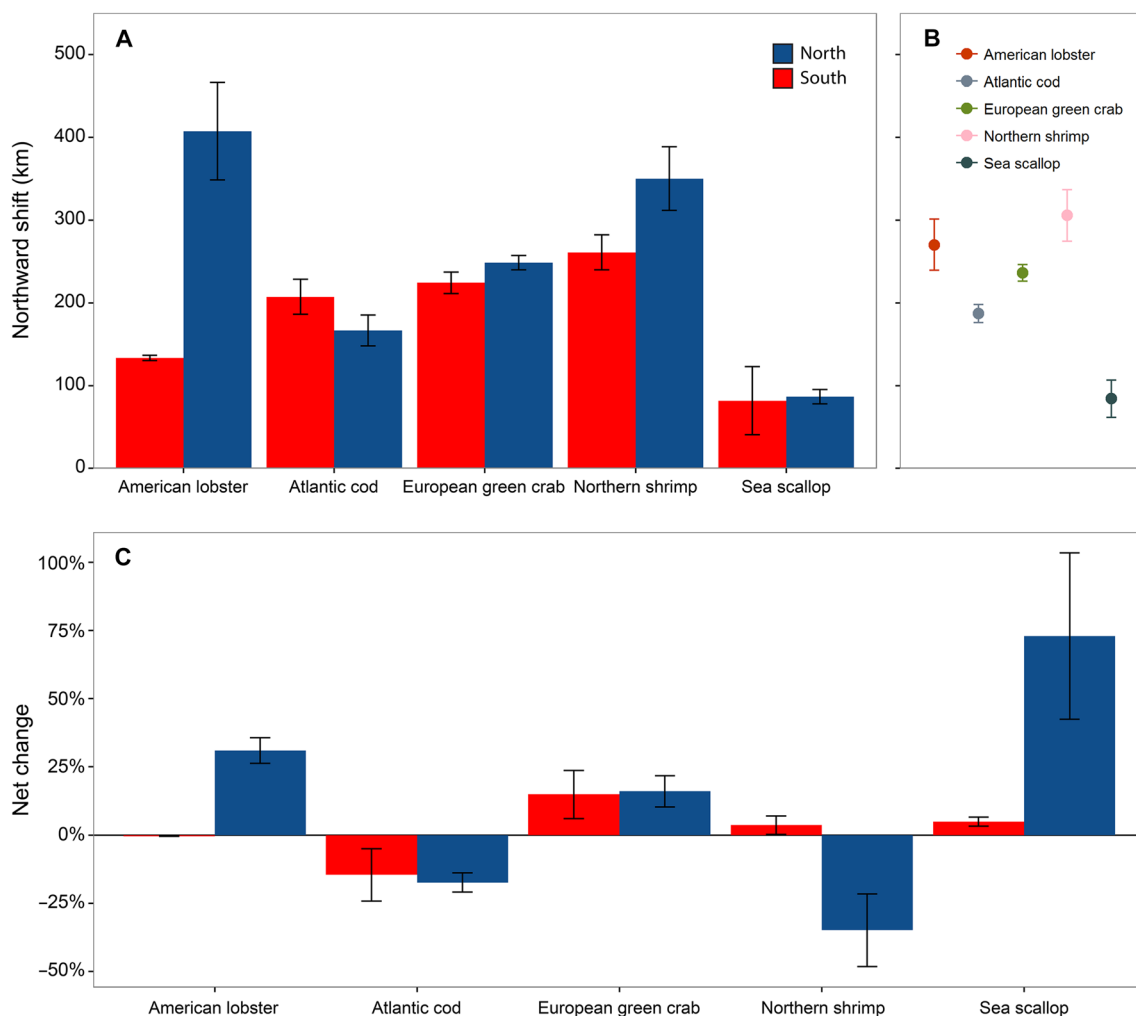 A
B
North
South
American lobster
Atlantic cod
European green crab
Northern shrimp
Sea scallop
Northward shift (km)
500
400
300
200
100
0
American lobster
Atlantic cod
European green crab
Northern shrimp
Sea scallop
C
Net change
100%
75%
50%
25%
0%
−25%
−50%
American lobster
Atlantic cod
European green crab
Northern shrimp
Sea scallop